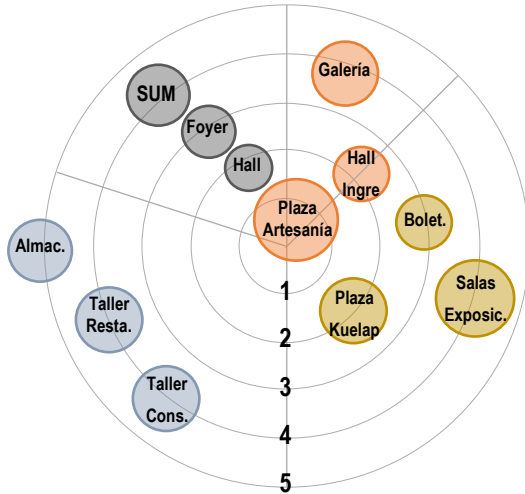 Galería
SUM
Foyer
Hall
Hall
Ingre
Plaza
Artesanía
Bolet.
Almac.
Salas
Exposic.
Plaza
Kuelap
Taller
Resta.
Taller
Cons.
1
2
3
4
5